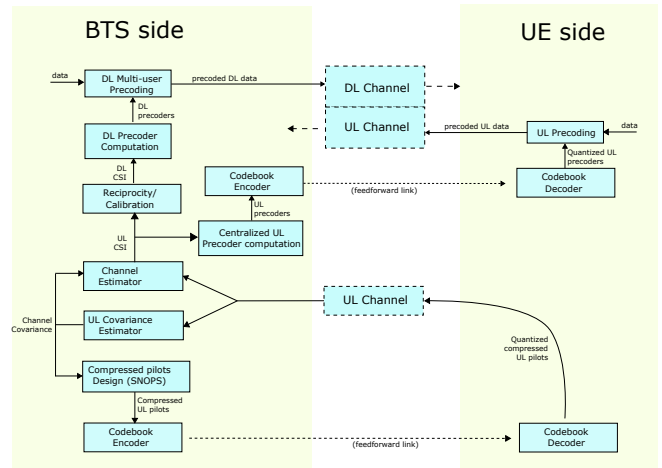 BTS side
UE side
data
DL Multi-user
Precoding
precoded DL data
DL Channel
DL
precoders
UL Channel
precoded UL data
UL Precoding
data
DL Precoder
Computation
Quantized UL
precoders
DL
CSI
Codebook
Encoder
(feedforward link)
Codebook
Decoder
Reciprocity/
Calibration
UL
precoders
UL
CSI
Centralized UL
Precoder computation
Channel
Estimator
UL Channel
Channel
Covariance
UL Covariance
Estimator
Quantized
compressed
UL pilots
Compressed pilots
Design (SNOPS)
Compressed
UL pilots
Codebook
Encoder
(feedforward link)
Codebook
Decoder